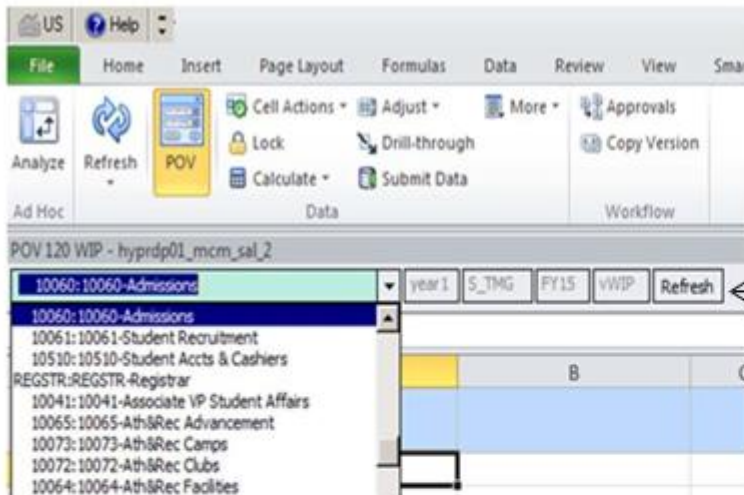 US Help
File Home Insert Page Layout Formulas Data Review View
Cell Actions Adjust More Approvals
Lock Drill-through Copy Version
Analyze Refresh POV Calculate Submit Data
Ad Hoc Data Workflow
POV 120 WIP - hyprdp01_mcm_sal_2
10060:10060-Admissions year1 S_TMG FY15 vWIP Refresh
10060:10060-Admissions
10061:10061-Student Recruitment
10510:10510-Student Accts & Cashiers
REGSTR:REGSTR-Registrar
B
10041:10041-Associate VP Student Affairs
10065:10065-Ath&Rec Advancement
10073:10073-Ath&Rec Camps
10072:10072-Ath&Rec Clubs
10064:10064-Ath&Rec Facilities